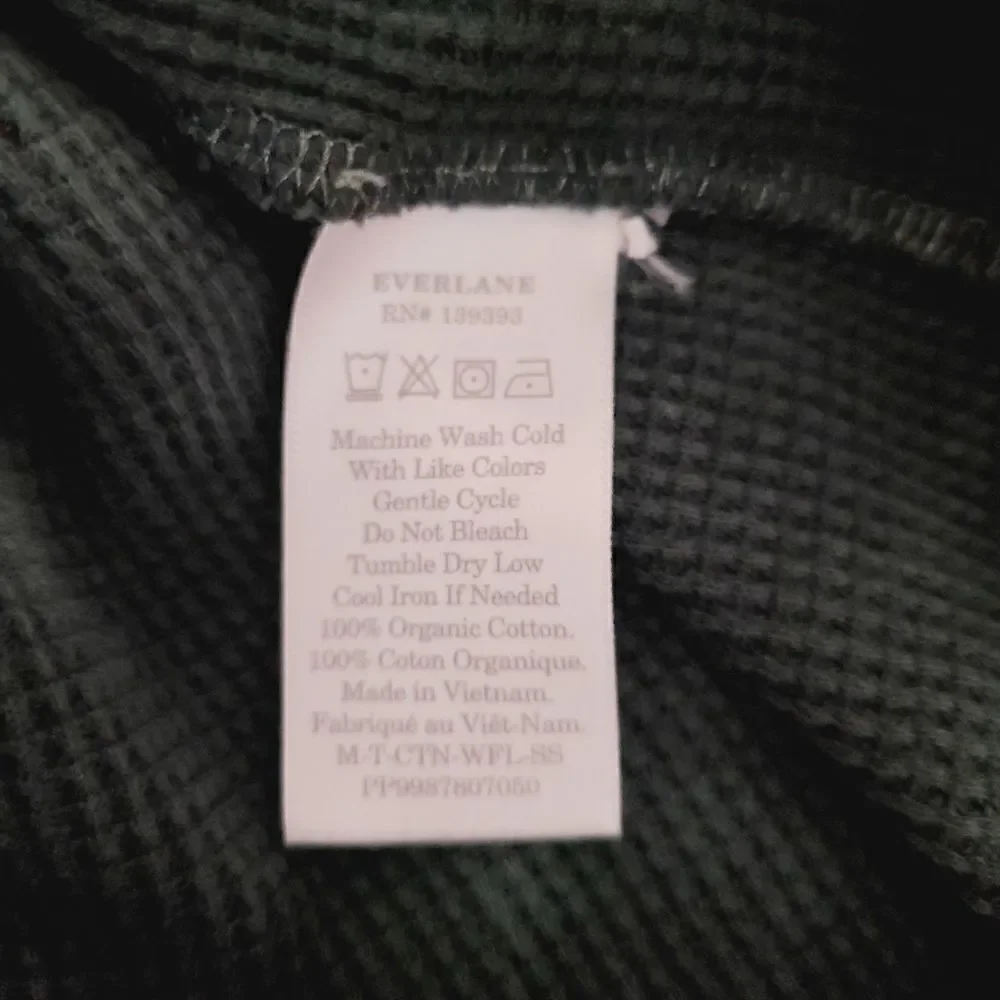 EVERLANE
RN# 139393
Machine Wash Cold
With Like Colors
Gentle Cycle
Do Not Bleach
Tumble Dry Low
Cool Iron If Needed
100% Organic Cotton.
100% Coton Organique.
Made in Vietnam.
Fabriqué au Việt-Nam.
M-T-CTN-WFL-SS